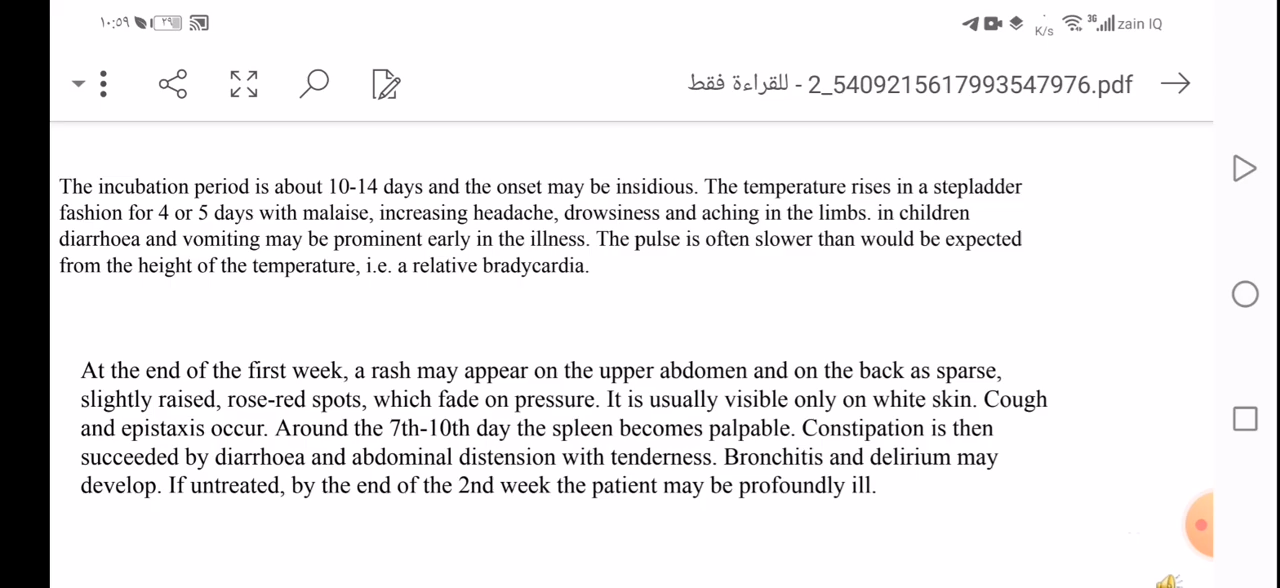 ١٠:٥٩ ٢٩ K/s 3G zain IQ
2_5409215617993547976.pdf - للقراءة فقط
The incubation period is about 10-14 days and the onset may be insidious. The temperature rises in a stepladder
fashion for 4 or 5 days with malaise, increasing headache, drowsiness and aching in the limbs. in children
diarrhoea and vomiting may be prominent early in the illness. The pulse is often slower than would be expected
from the height of the temperature, i.e. a relative bradycardia.
At the end of the first week, a rash may appear on the upper abdomen and on the back as sparse,
slightly raised, rose-red spots, which fade on pressure. It is usually visible only on white skin. Cough
and epistaxis occur. Around the 7th-10th day the spleen becomes palpable. Constipation is then
succeeded by diarrhoea and abdominal distension with tenderness. Bronchitis and delirium may
develop. If untreated, by the end of the 2nd week the patient may be profoundly ill.